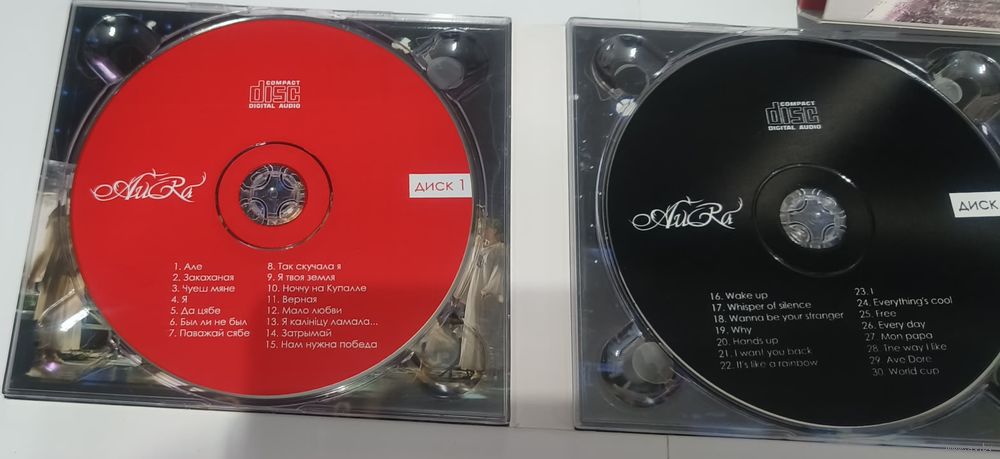 COMPACT
disc
DIGITAL AUDIO
АuRa
ДИСК 1
1. Але
2. Закаханая
3. Чуеш мяне
4. Я
5. Да цябе
6. Был ли не был
7. Паважай сябе
8. Так скучала я
9. Я твоя земля
10. Ноччу на Купалле
11. Верная
12. Мало любви
13. Я калініцу ламала...
14. Затрымай
15. Нам нужна победа
COMPACT
disc
DIGITAL AUDIO
АuRa
ДИСК
16. Wake up
17. Whisper of silence
18. Wanna be your stranger
19. Why
20. Hands up
21. I want you back
22. It's like a rainbow
23. I
24. Everything's cool
25. Free
26. Every day
27. Mon papa
28. The way I like
29. Ave Dore
30. World cup